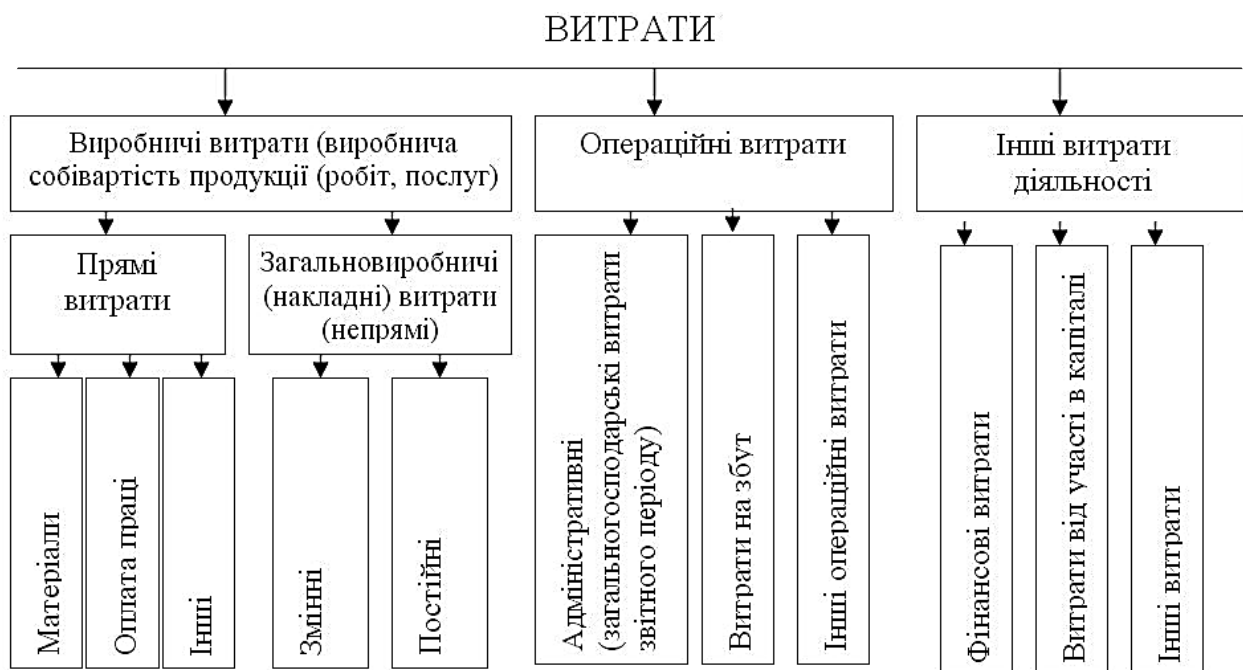 ВИТРАТИ
Виробничі витрати (виробнича
собівартість продукції (робіт, послуг)
Операційні витрати
Інші витрати
діяльності
Прямі
витрати
Загальновиробничі
(накладні) витрати
(непрямі)
Матеріали
Оплата праці
Інші
Змінні
Постійні
Адміністративні
(загальногосподарські витрати
звітного періоду)
Витрати на збут
Інші операційні витрати
Фінансові витрати
Витрати від участі в капіталі
Інші витрати